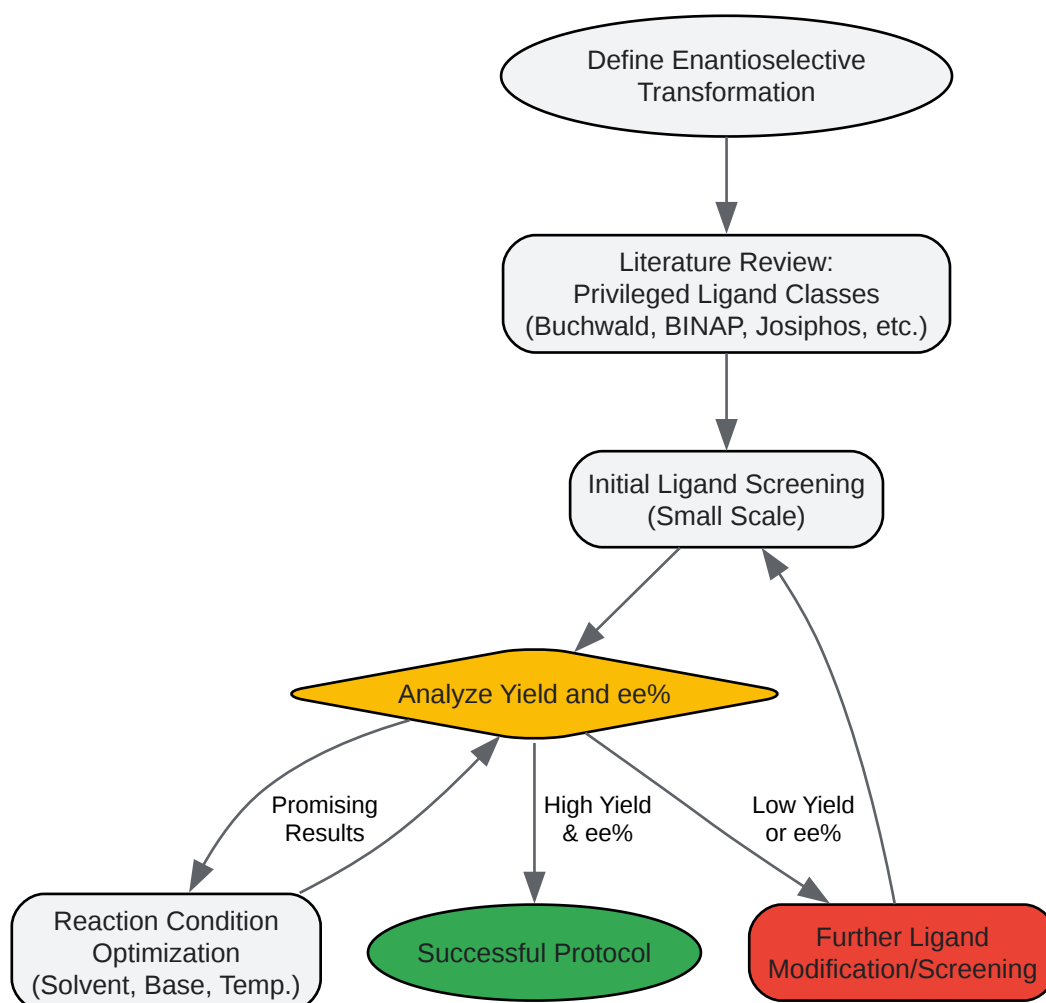 Define Enantioselective
Transformation
Literature Review:
Privileged Ligand Classes
(Buchwald, BINAP, Josiphos, etc.)
Initial Ligand Screening
(Small Scale)
Analyze Yield and ee%
Promising
Results
High Yield
& ee%
Low Yield
or ee%
Reaction Condition
Optimization
(Solvent, Base, Temp.)
Successful Protocol
Further Ligand
Modification/Screening